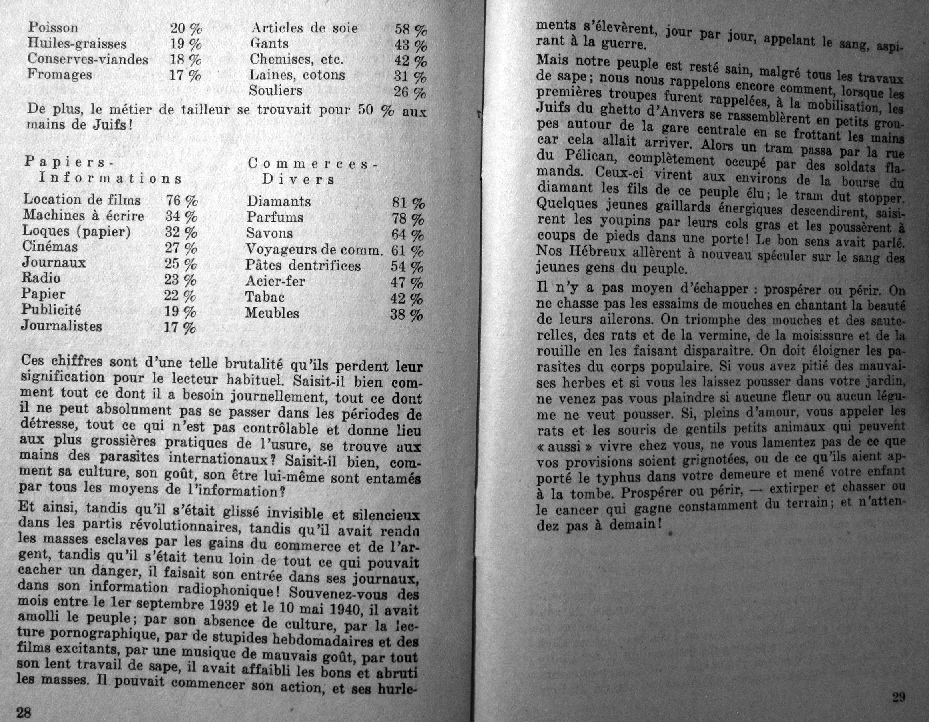 Poisson 20 % Articles de soie 58 %
Huiles-graisses 19 % Gants 43 %
Conserves-viandes 18 % Chemises, etc. 42 %
Fromages 17 % Laines, cotons 31 %
Souliers 26 %
De plus, le métier de tailleur se trouvait pour 50 % aux
mains de Juifs!
Papiers- Commerces-
Informations Divers
Location de films 76 % Diamants 81 %
Machines à écrire 34 % Parfums 78 %
Loques (papier) 32 % Savons 64 %
Cinémas 27 % Voyageurs de comm. 61 %
Journaux 25 % Pâtes dentrifices 54 %
Radio 23 % Acier-fer 47 %
Papier 22 % Tabac 42 %
Publicité 19 % Meubles 38 %
Journalistes 17 %
Ces chiffres sont d'une telle brutalité qu'ils perdent leur
signification pour le lecteur habituel. Saisit-il bien com-
ment tout ce dont il a besoin journellement, tout ce dont
il ne peut absolument pas se passer dans les périodes de
détresse, tout ce qui n'est pas contrôlable et donne lieu
aux plus grossières pratiques de l'usure, se trouve aux
mains des parasites internationaux? Saisit-il bien, com-
ment sa culture, son goût, son être lui-même sont entamés
par tous les moyens de l'information?
Et ainsi, tandis qu'il s'était glissé invisible et silencieux
dans les partis révolutionnaires, tandis qu'il avait rendu
les masses esclaves par les gains du commerce et de l'ar-
gent, tandis qu'il s'était tenu loin de tout ce qui pouvait
cacher un danger, il faisait son entrée dans ses journaux,
dans son information radiophonique! Souvenez-vous des
mois entre le 1er septembre 1939 et le 10 mai 1940, il avait
amolli le peuple; par son absence de culture, par la lec-
ture pornographique, par de stupides hebdomadaires et des
films excitants, par une musique de mauvais goût, par tout
son lent travail de sape, il avait affaibli les bons et abruti
les masses. Il pouvait commencer son action, et ses hurle-
28
ments s'élevèrent, jour par jour, appelant le sang, aspi-
rant à la guerre.
Mais notre peuple est resté sain, malgré tous les travaux
de sape; nous nous rappelons encore comment, lorsque les
premières troupes furent rappelées, à la mobilisation, les
Juifs du ghetto d'Anvers se rassemblèrent en petits grou-
pes autour de la gare centrale en se frottant les mains
car cela allait arriver. Alors un tram passa par la rue
du Pélican, complètement occupé par des soldats fla-
mands. Ceux-ci virent aux environs de la bourse du
diamant les fils de ce peuple élu; le tram dut stopper.
Quelques jeunes gaillards énergiques descendirent, saisi-
rent les youpins par leurs cols gras et les poussèrent à
coups de pieds dans une porte! Le bon sens avait parlé.
Nos Hébreux allèrent à nouveau spéculer sur le sang des
jeunes gens du peuple.
Il n'y a pas moyen d'échapper : prospérer ou périr. On
ne chasse pas les essaims de mouches en chantant la beauté
de leurs ailerons. On triomphe des mouches et des saute-
relles, des rats et de la vermine, de la moisissure et de la
rouille en les faisant disparaître. On doit éloigner les pa-
rasites du corps populaire. Si vous avez pitié des mauvai-
ses herbes et si vous les laissez pousser dans votre jardin,
ne venez pas vous plaindre si aucune fleur ou aucun légu-
me ne veut pousser. Si, pleins d'amour, vous appeler les
rats et les souris de gentils petits animaux qui peuvent
« aussi » vivre chez vous, ne vous lamentez pas de ce que
vos provisions soient grignotées, ou de ce qu'ils aient ap-
porté le typhus dans votre demeure et mené votre enfant
à la tombe. Prospérer ou périr, — extirper et chasser ou
le cancer qui gagne constamment du terrain; et n'atten-
dez pas à demain!
29